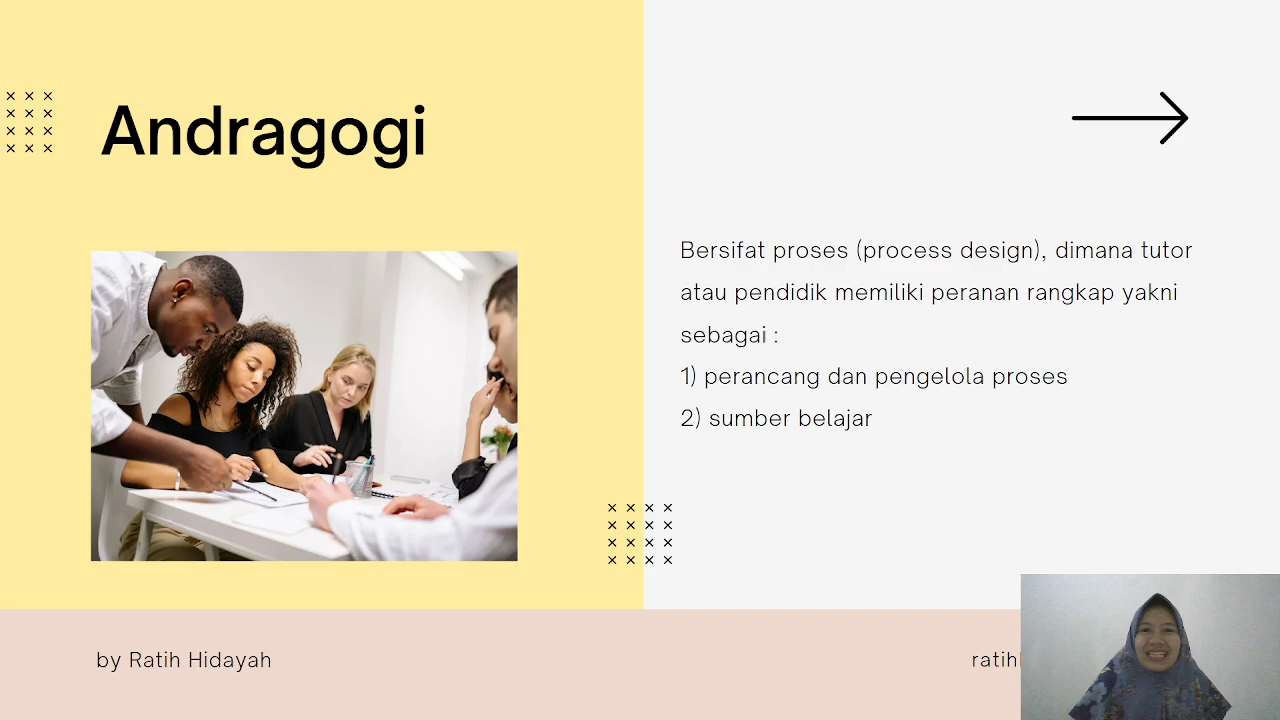 Andragogi
Bersifat proses (process design), dimana tutor
atau pendidik memiliki peranan rangkap yakni
sebagai :
1) perancang dan pengelola proses
2) sumber belajar
by Ratih Hidayah